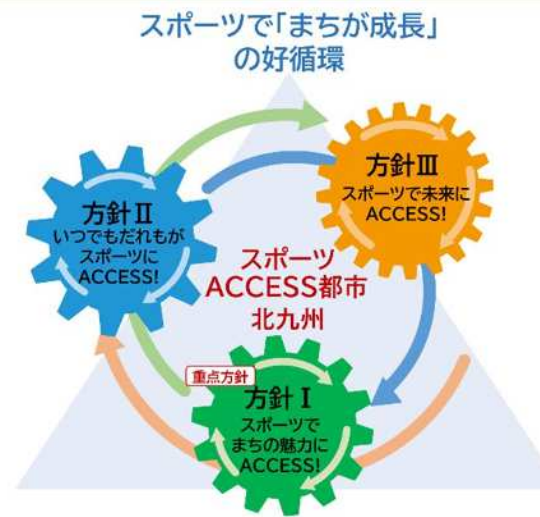 スポーツで「まちが成長」
の好循環
方針Ⅲ
スポーツで未来に
ACCESS!
方針Ⅱ
いつでもだれもが
スポーツに
ACCESS!
スポーツ
ACCESS都市
北九州
重点方針
方針Ⅰ
スポーツで
まちの魅力に
ACCESS!